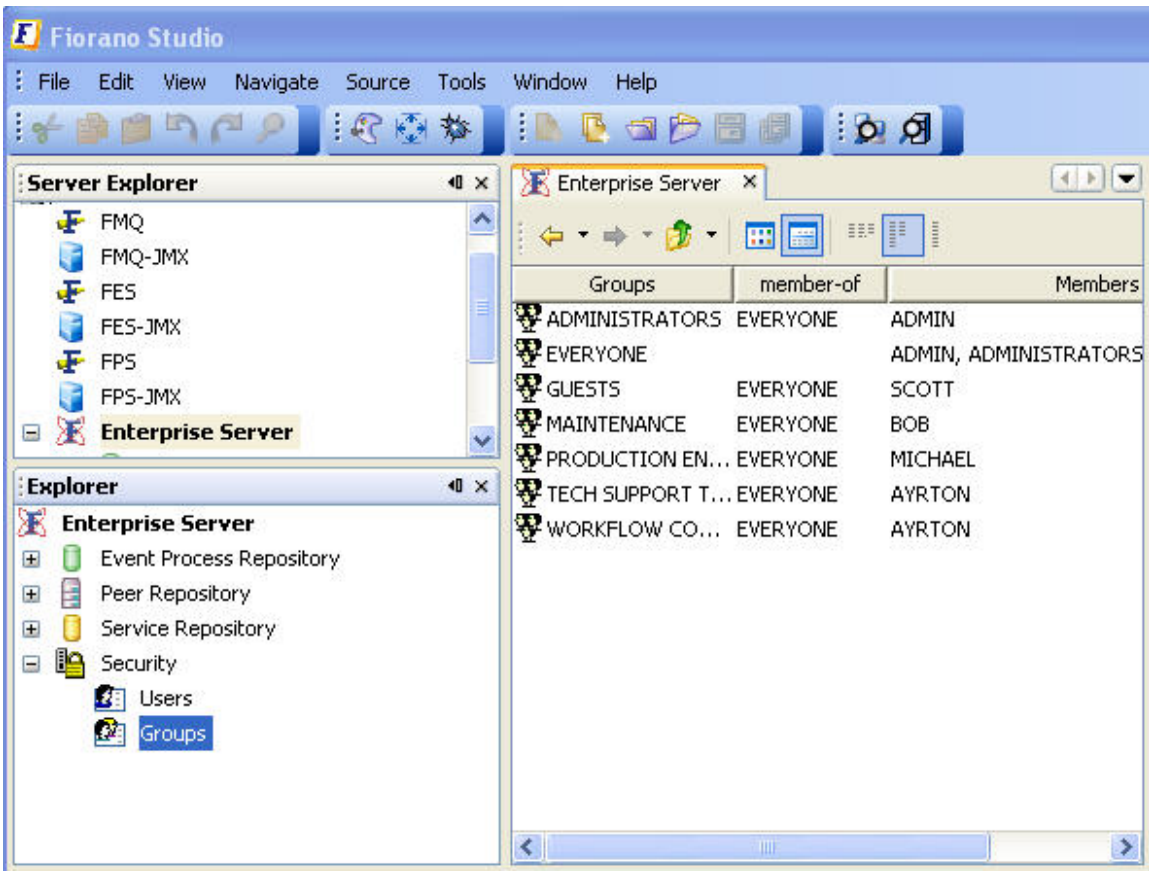 Fiorano Studio
File Edit View Navigate Source Tools Window Help
Server Explorer
FMQ
FMQ-JMX
FES
FES-JMX
FPS
FPS-JMX
Enterprise Server
Explorer
Enterprise Server
Event Process Repository
Peer Repository
Service Repository
Security
Users
Groups
Enterprise Server
Groups member-of Members
ADMINISTRATORS EVERYONE ADMIN
EVERYONE ADMIN, ADMINISTRATORS
GUESTS EVERYONE SCOTT
MAINTENANCE EVERYONE BOB
PRODUCTION EN... EVERYONE MICHAEL
TECH SUPPORT T... EVERYONE AYRTON
WORKFLOW CO... EVERYONE AYRTON